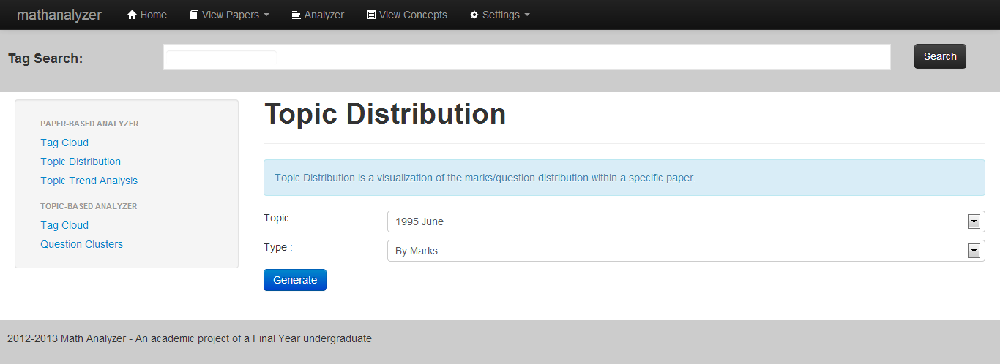 mathanalyzer Home View Papers Analyzer View Concepts Settings
Tag Search: Search
PAPER-BASED ANALYZER
Tag Cloud
Topic Distribution
Topic Trend Analysis
TOPIC-BASED ANALYZER
Tag Cloud
Question Clusters
Topic Distribution
Topic Distribution is a visualization of the marks/question distribution within a specific paper.
Topic : 1995 June
Type : By Marks
Generate
2012-2013 Math Analyzer - An academic project of a Final Year undergraduate